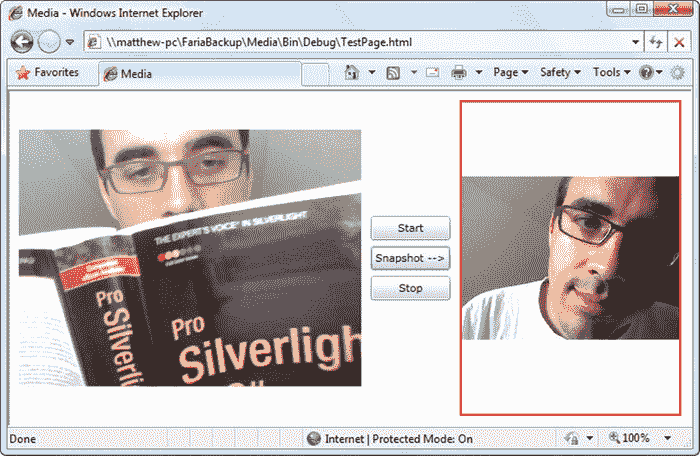 Media - Windows Internet Explorer
\\matthew-pc\FariaBackup\Media\Bin\Debug\TestPage.html
Favorites
Media
Page
Safety
Tools
THE EXPERT'S VOICE® IN SILVERLIGHT
Pro
Silverligh
Pro
Silverlig
Start
Snapshot -->
Stop
Done
Internet | Protected Mode: On
100%